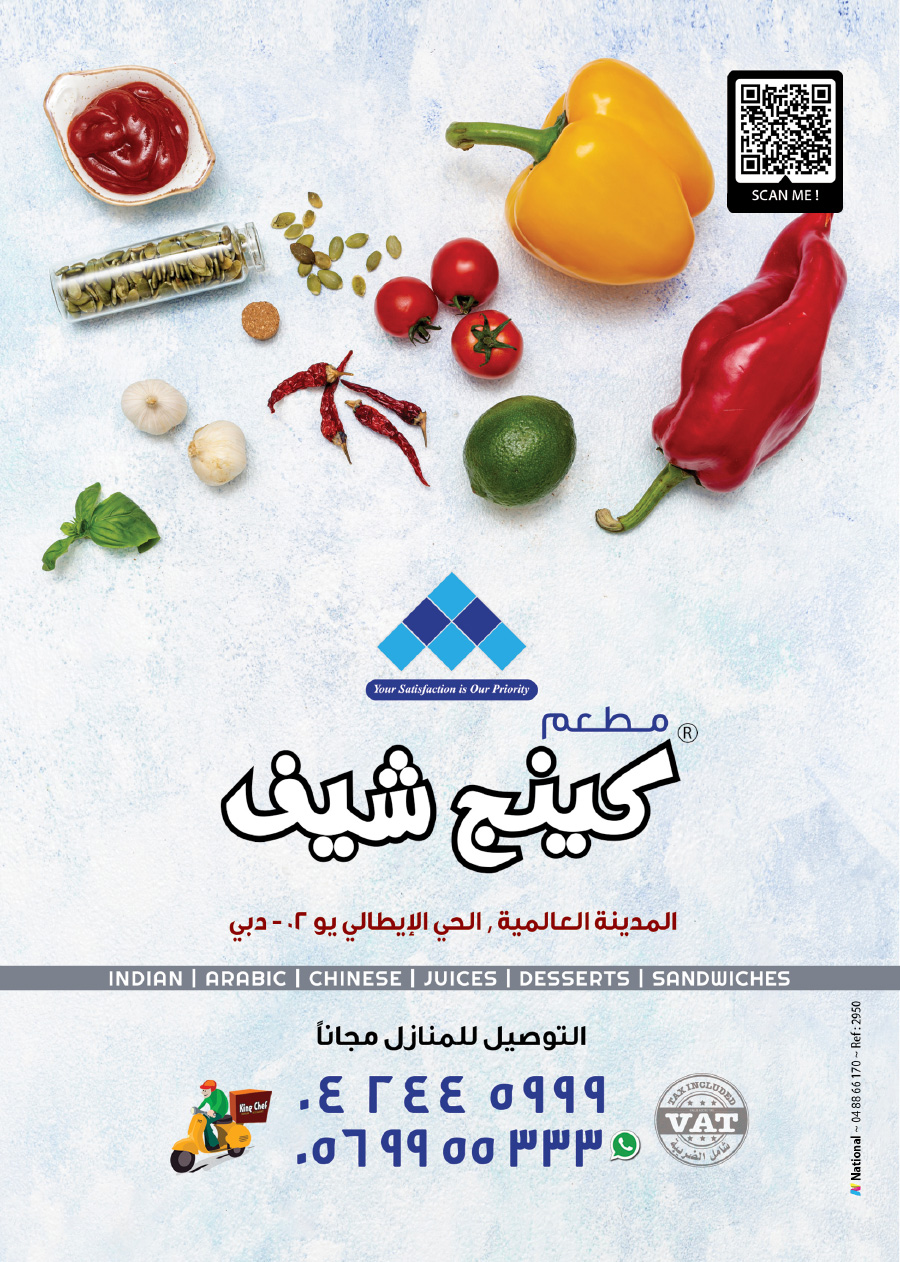 SCAN ME !
Your Satisfaction is Our Priority
مطعم
كينج شيف ®
المدينة العالمية , الحي الإيطالي يو ٠٢ - دبي
INDIAN | ARABIC | CHINESE | JUICES | DESSERTS | SANDWICHES
التوصيل للمنازل مجاناً
٠٤ ٢٤٤ ٥٩٩٩
٠٥٦ ٩٩ ٥٥ ٣٣٣
King Chef
TAX INCLUDED
VAT
شامل الضريبة
National ~ 04 88 66 170 ~ Ref : 2950